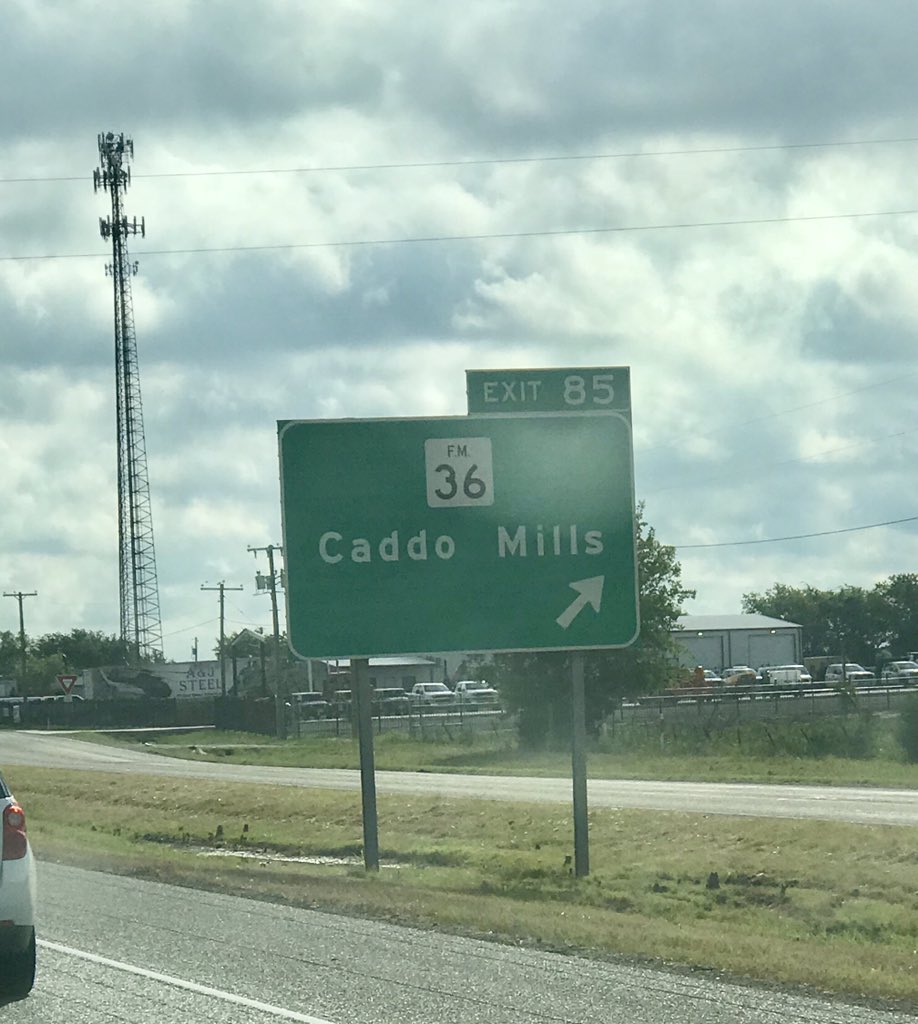 EXIT 85
F.M.
36
Caddo Mills
A&J
STEEL